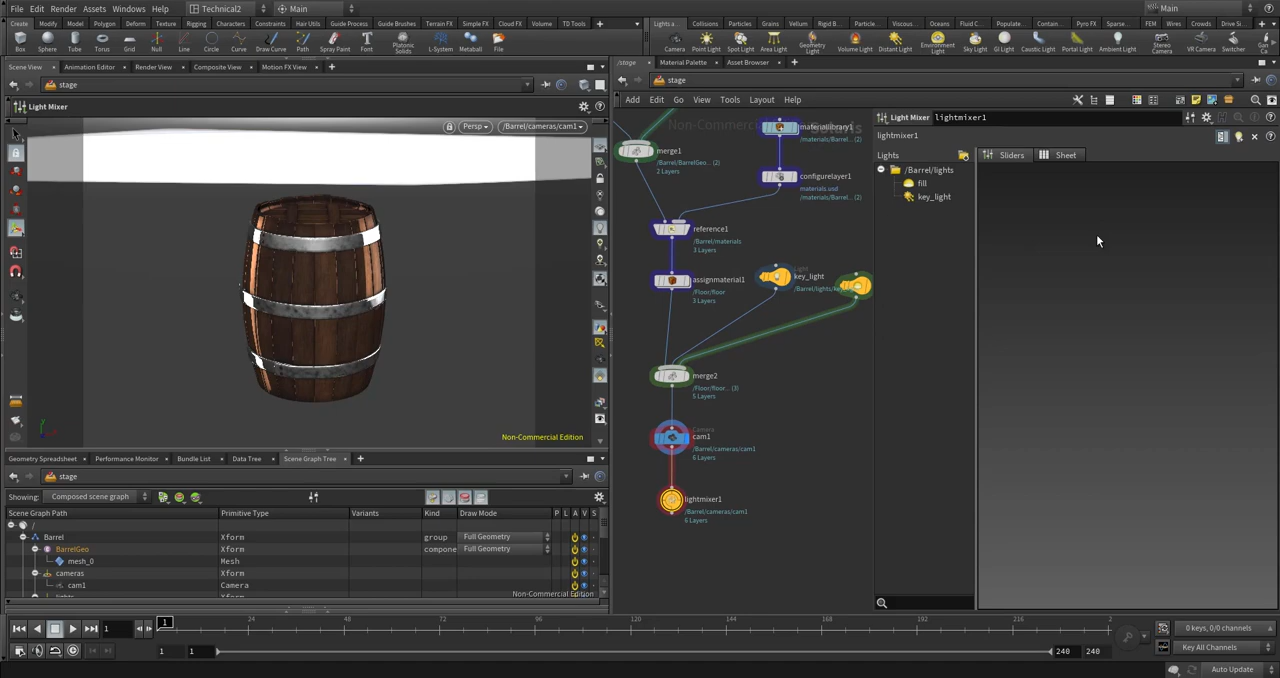 File Edit Render Assets Windows Help Technical2 Main Main
Create Modify Model Polygon Deform Texture Rigging Characters Constraints Hair Utils Guide Process Guide Brushes Terrain FX Simple FX Cloud FX Volume TD Tools
Lights a... Collisions Particles Grains Vellum Rigid B... Particle... Viscous... Ocean Fluid C... Populate... Contain... Pyro FX Sparse... FEM Wires Crowds Drive Si...
Box Sphere Tube Torus Grid Null Line Circle Curve Draw Curve Path Spray Paint Font Platonic Solids L-System Metaball File
Camera Point Light Spot Light Area Light Geometry Light Volume Light Distant Light Environment Light Sky Light GI Light Caustic Light Portal Light Ambient Light Stereo Camera VR Camera Switcher
Scene View Animation Editor Render View Composite View Motion FX View
/stage Material Palette Asset Browser
stage
stage
Light Mixer
Add Edit Go View Tools Layout Help
Persp /Barrel/cameras/cam1
Non-Commercial Edition
Light Mixer lightmixer1
lightmixer1
Lights
Sliders Sheet
/Barrel/lights
fill
key_light
materiallibrary1
/materials/Barrel... (2)
merge1
/Barrel/BarrelGeo... (2)
2 Layers
configurelayer1
materials.usd
/materials/Barrel... (2)
reference1
/Barrel/materials
3 Layers
assignmaterial1
/Floor/floor
3 Layers
Light
key_light
merge2
/Floor/floor... (3)
5 Layers
Camera
cam1
/Barrel/cameras/cam1
6 Layers
lightmixer1
/Barrel/cameras/cam1
6 Layers
Geometry Spreadsheet Performance Monitor Bundle List Data Tree Scene Graph Tree
stage
Showing: Composed scene graph
Scene Graph Path Primitive Type Variants Kind Draw Mode P L A V S
/
Barrel Xform group Full Geometry
BarrelGeo Xform compone Full Geometry
mesh_0 Mesh
cameras Xform
cam1 Camera
Non-Commercial Edition
1 1 24 48 72 96 120 144 168 192 216 2
1 1 240 240
0 keys, 0/0 channels
Key All Channels
Auto Update